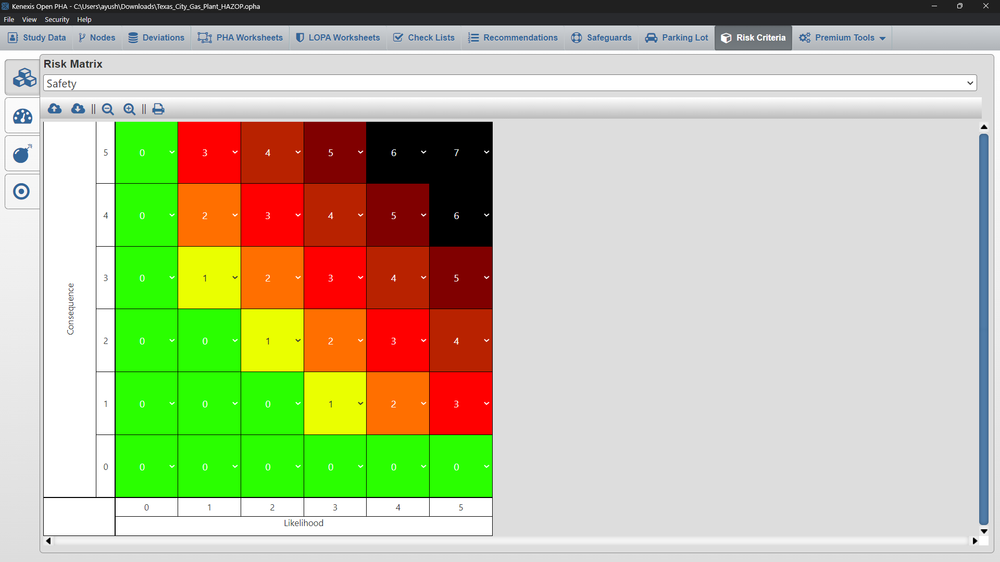 Kenexis Open PHA - C:\Users\ayush\Downloads\Texas_City_Gas_Plant_HAZOP.opha
File View Security Help
Study Data Nodes Deviations PHA Worksheets LOPA Worksheets Check Lists Recommendations Safeguards Parking Lot Risk Criteria Premium Tools
Risk Matrix
Safety
|| ||
5 0 3 4 5 6 7
4 0 2 3 4 5 6
Consequence
3 0 1 2 3 4 5
2 0 0 1 2 3 4
1 0 0 0 1 2 3
0 0 0 0 0 0 0
0 1 2 3 4 5
Likelihood